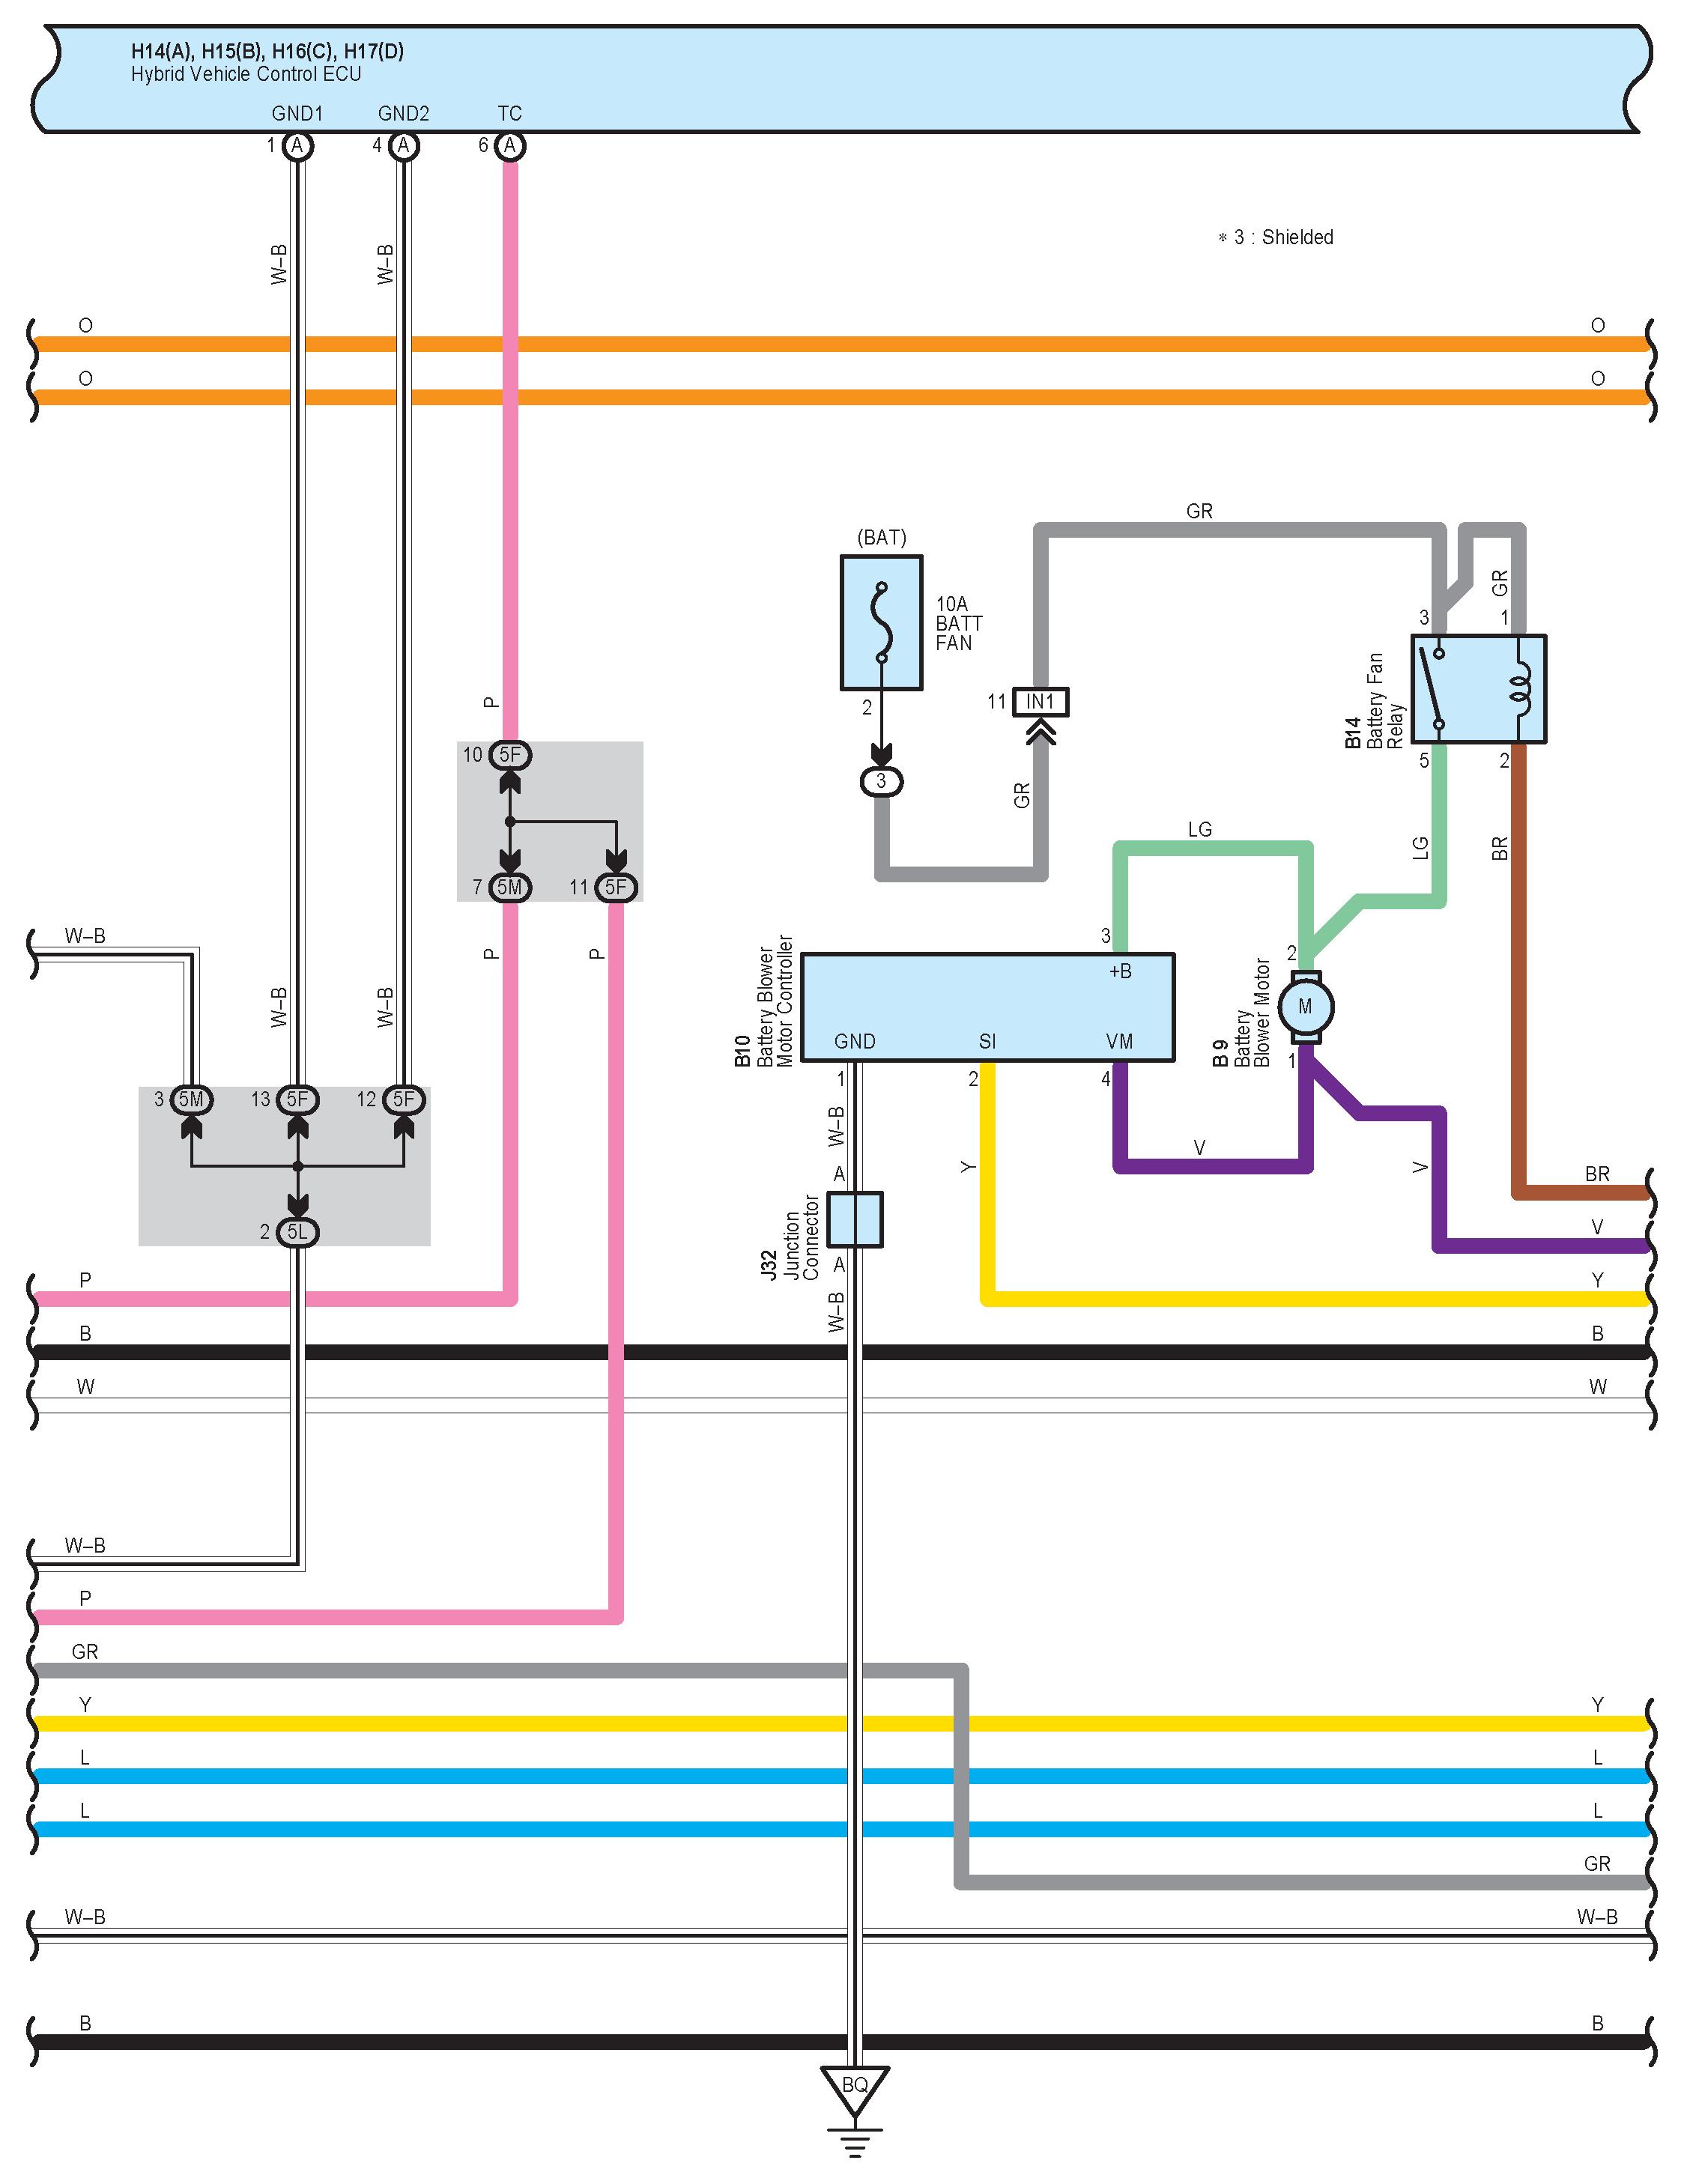 H14(A), H15(B), H16(C), H17(D)
Hybrid Vehicle Control ECU
GND1
GND2
TC
1
A
4
A
6
A
W–B
W–B
∗ 3 : Shielded
O
O
O
O
GR
(BAT)
10A
BATT
FAN
GR
3
1
P
2
11
IN1
B14
Battery Fan
Relay
10
5F
3
GR
5
2
LG
LG
BR
7
5M
11
5F
W–B
P
P
3
2
+B
B10
Battery Blower
Motor Controller
W–B
W–B
M
B 9
Battery
Blower Motor
GND
SI
VM
1
1
2
4
3
5M
13
5F
12
5F
W–B
V
Y
V
A
BR
2
5L
J32
Junction
Connector
V
A
P
Y
W–B
B
B
W
W
W–B
P
GR
Y
Y
L
L
L
L
GR
W–B
W–B
B
B
BQ